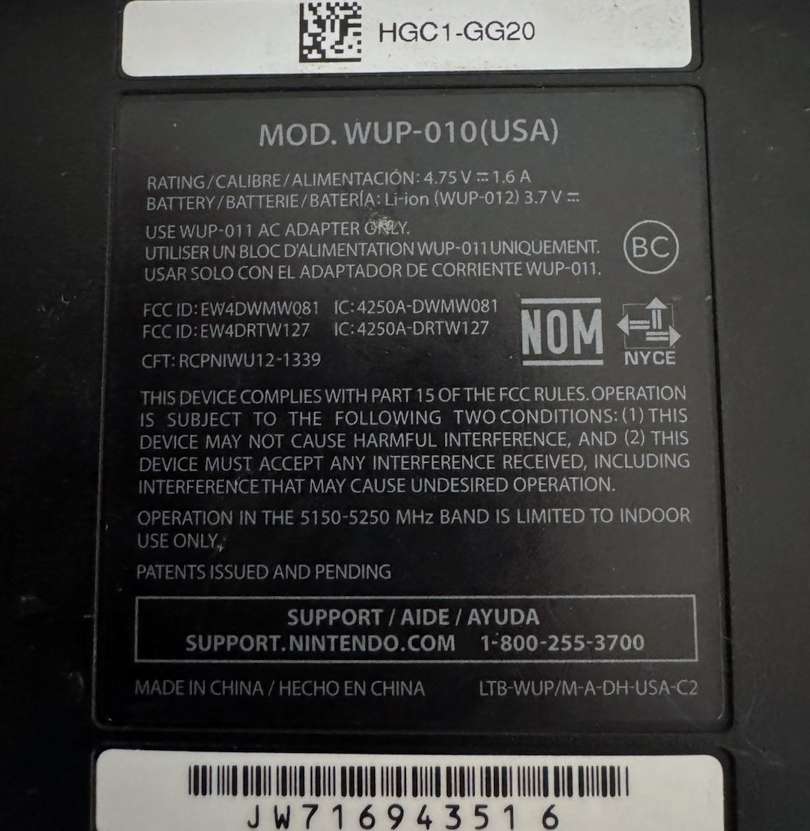 HGC1-GG20
MOD. WUP-010(USA)
RATING/CALIBRE/ALIMENTACIÓN: 4.75 V ⎓ 1.6 A
BATTERY/BATTERIE/BATERÍA: Li-ion (WUP-012) 3.7 V ⎓
USE WUP-011 AC ADAPTER ONLY.
UTILISER UN BLOC D'ALIMENTATION WUP-011 UNIQUEMENT.
USAR SOLO CON EL ADAPTADOR DE CORRIENTE WUP-011.
BC
FCC ID: EW4DWMW081 IC: 4250A-DWMW081
FCC ID: EW4DRTW127 IC: 4250A-DRTW127
CFT: RCPNIWU12-1339
NOM
NYCE
THIS DEVICE COMPLIES WITH PART 15 OF THE FCC RULES. OPERATION
IS SUBJECT TO THE FOLLOWING TWO CONDITIONS: (1) THIS
DEVICE MAY NOT CAUSE HARMFUL INTERFERENCE, AND (2) THIS
DEVICE MUST ACCEPT ANY INTERFERENCE RECEIVED, INCLUDING
INTERFERENCE THAT MAY CAUSE UNDESIRED OPERATION.
OPERATION IN THE 5150-5250 MHz BAND IS LIMITED TO INDOOR
USE ONLY.
PATENTS ISSUED AND PENDING
SUPPORT / AIDE / AYUDA
SUPPORT.NINTENDO.COM 1-800-255-3700
MADE IN CHINA / HECHO EN CHINA LTB-WUP/M-A-DH-USA-C2
JW716943516